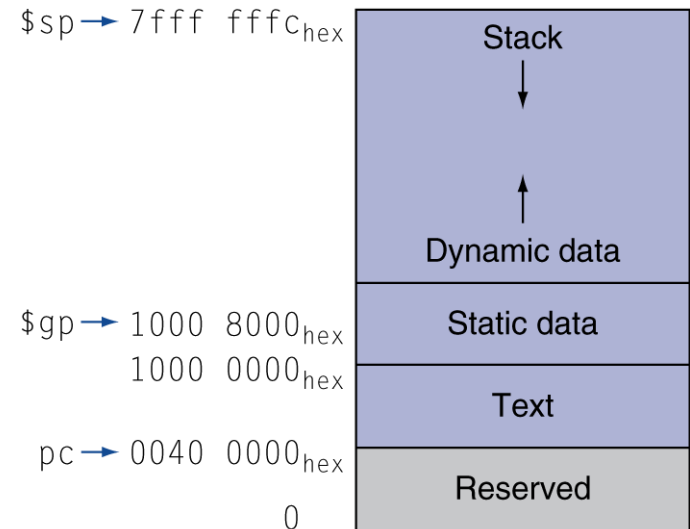 $sp → 7fff fffc_hex
Stack
Dynamic data
$gp → 1000 8000_hex
Static data
1000 0000_hex
Text
pc → 0040 0000_hex
Reserved
0